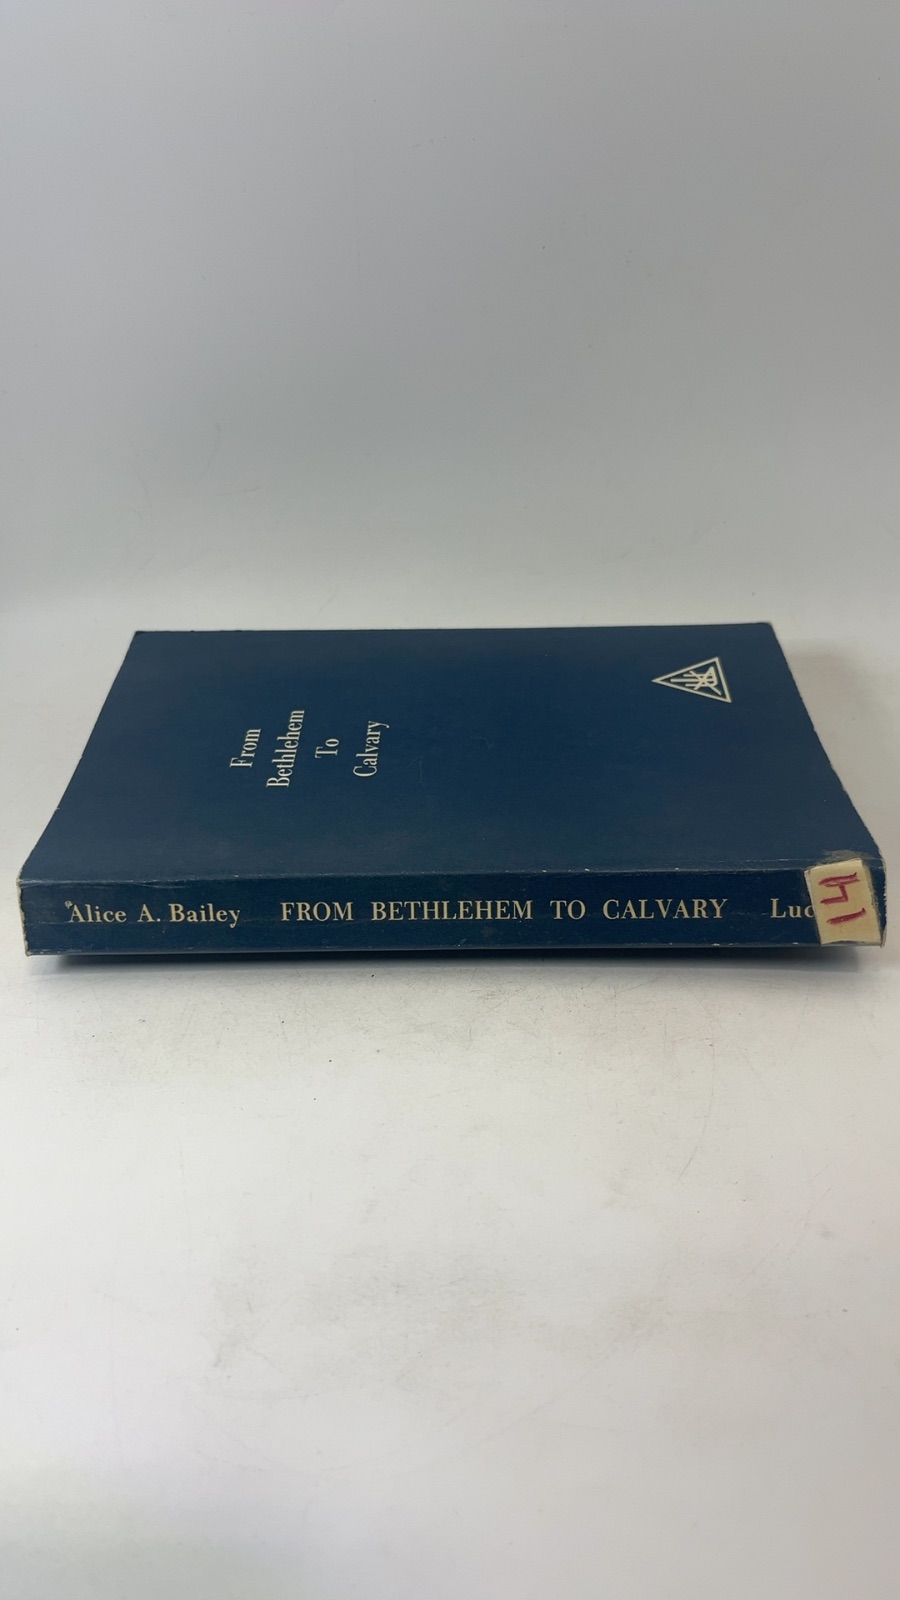 From
Bethlehem
To
Calvary
Alice A. Bailey FROM BETHLEHEM TO CALVARY Luc
14